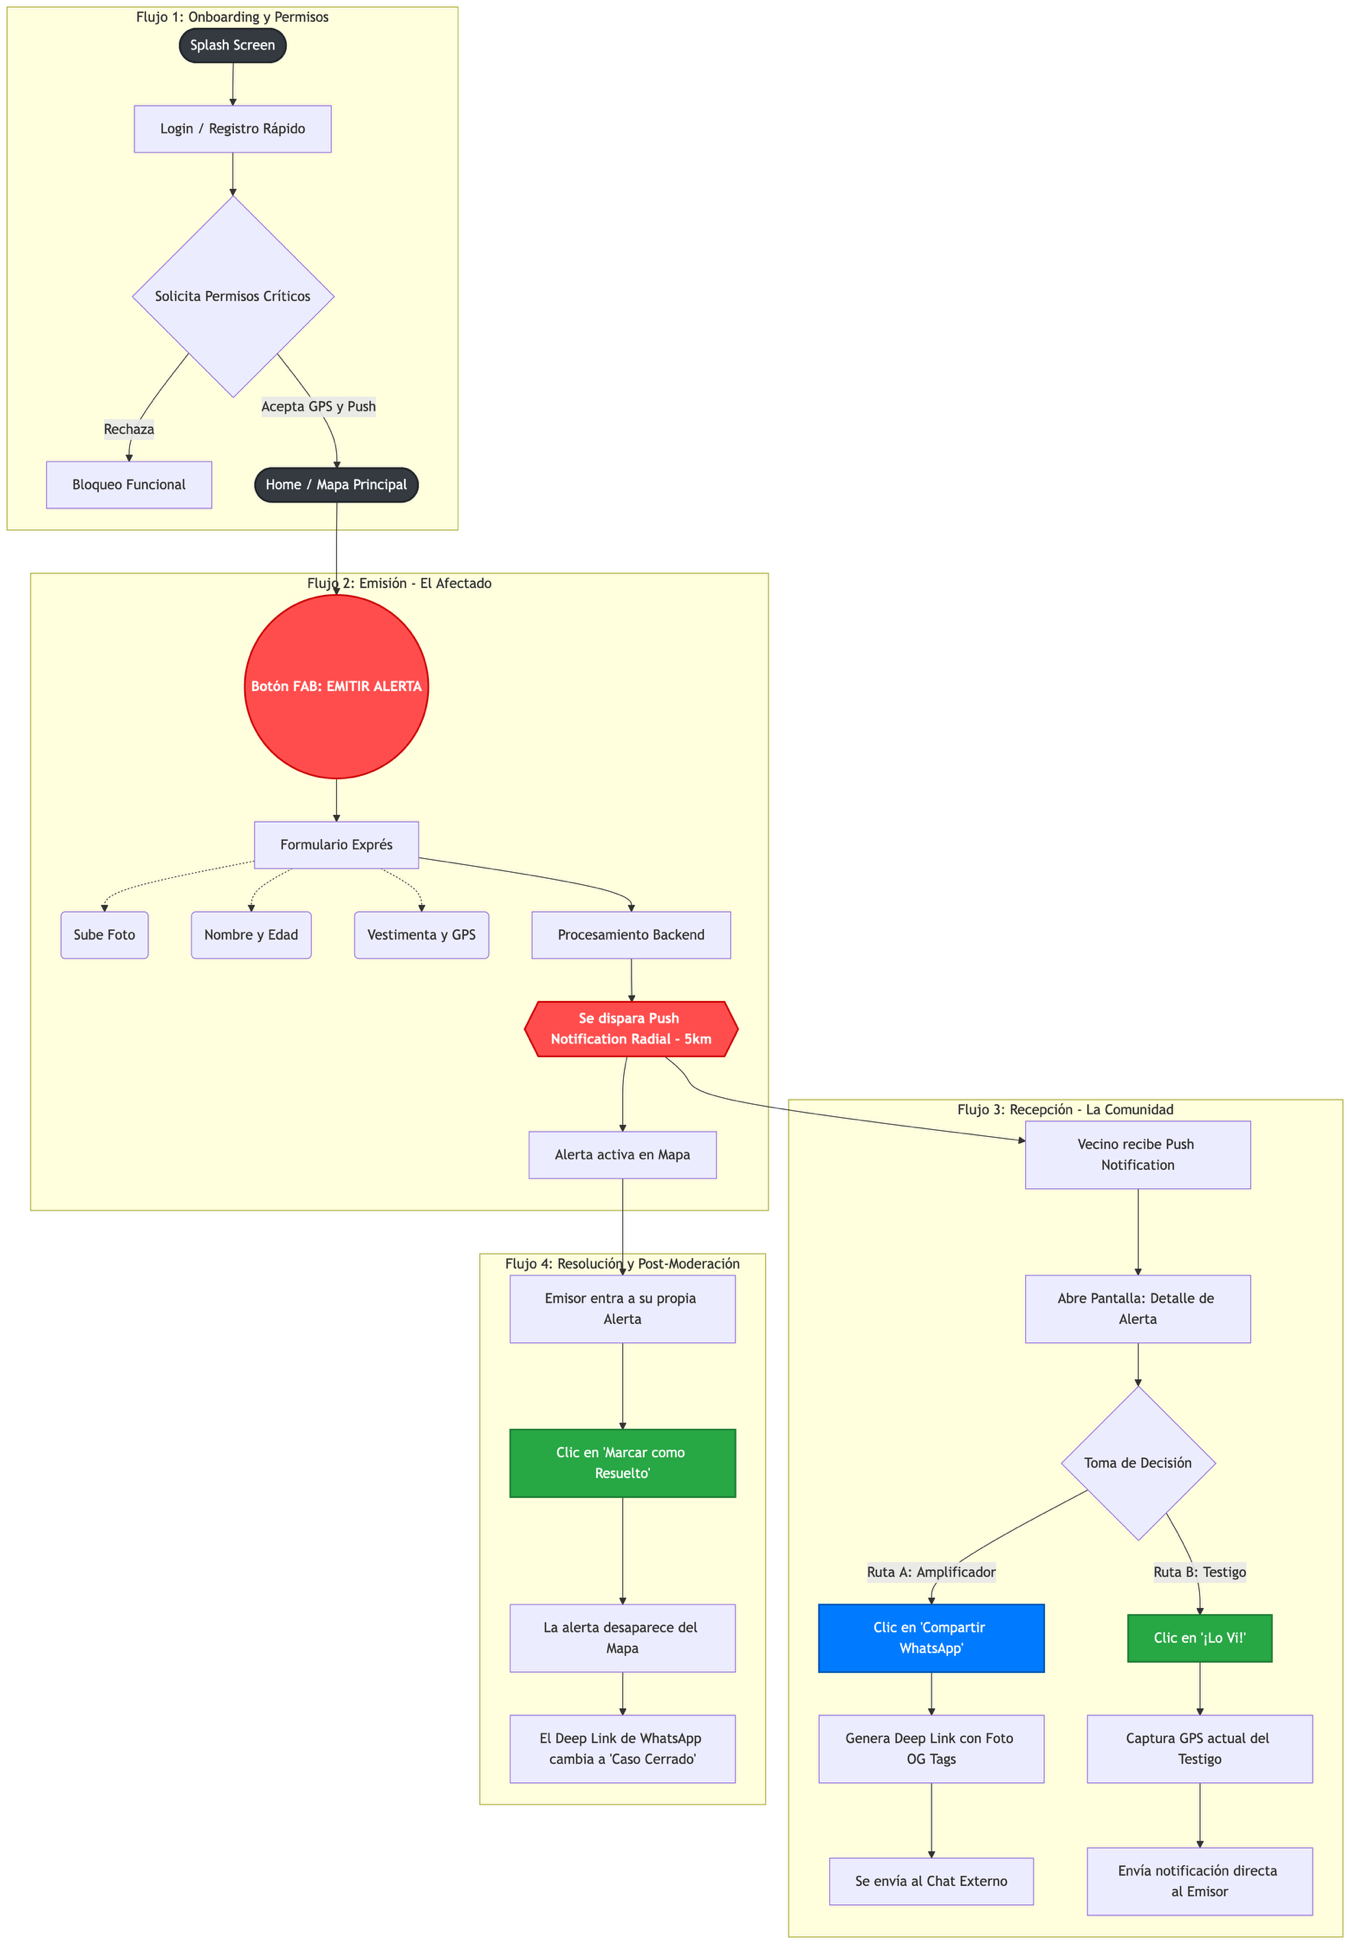 Flujo 1: Onboarding y Permisos
Splash Screen
Login / Registro Rápido
Solicita Permisos Críticos
Acepta GPS y Push
Rechaza
Bloqueo Funcional
Home / Mapa Principal
Flujo 2: Emisión - El Afectado
Botón FAB: EMITIR ALERTA
Formulario Exprés
Sube Foto
Nombre y Edad
Vestimenta y GPS
Procesamiento Backend
Se dispara Push
Notification Radial - 5km
Alerta activa en Mapa
Flujo 3: Recepción - La Comunidad
Vecino recibe Push
Notification
Abre Pantalla: Detalle de
Alerta
Toma de Decisión
Ruta A: Amplificador
Ruta B: Testigo
Clic en 'Compartir
WhatsApp'
Clic en '¡Lo Vi!'
Genera Deep Link con Foto
OG Tags
Captura GPS actual del
Testigo
Se envía al Chat Externo
Envía notificación directa
al Emisor
Flujo 4: Resolución y Post-Moderación
Emisor entra a su propia
Alerta
Clic en 'Marcar como
Resuelto'
La alerta desaparece del
Mapa
El Deep Link de WhatsApp
cambia a 'Caso Cerrado'